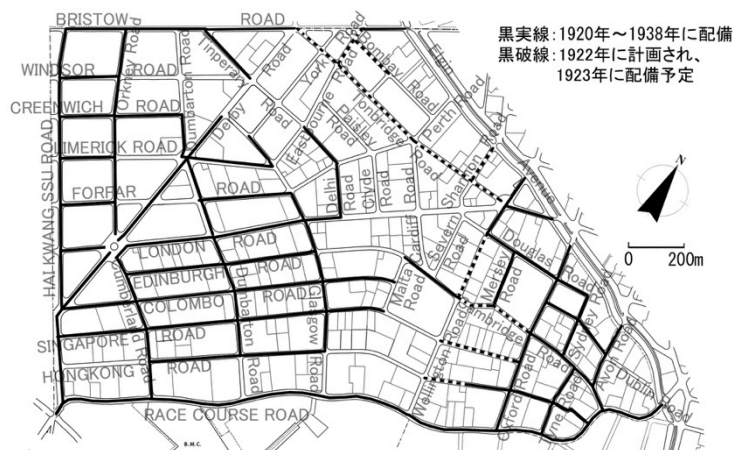 黒実線：1920年～1938年に配備
黒破線：1922年に計画され、
1923年に配備予定
BRISTOW ROAD
WINDSOR ROAD
CREENWICH ROAD
LIMERICK ROAD
FORFAR ROAD
LONDON ROAD
EDINBURGH ROAD
COLOMBO ROAD
SINGAPORE ROAD
HONGKONG ROAD
RACE COURSE ROAD
HAI KWANG SSU ROAD
Orkney Road
Dumbarton Road
Tipperary Road
Derby Road
York Road
Eastbourne Road
Bombay Road
Tonbridge Road
Paisley Road
Perth Road
Elgin Avenue
Delhi Road
Clyde Road
Cardiff Road
Shannon Road
Severn Road
Malta Road
Mersey Road
Douglas Road
Cambridge Road
Wellington Road
Oxford Road
Tyne Road
Sydney Road
Avon Road
Dublin Road
Cumberland Road
Dumbarton Road
Glasgow Road
N
0 200m
B.M.C.